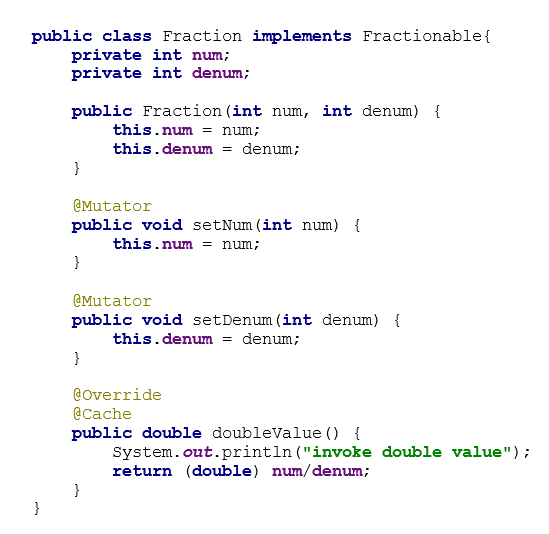 public class Fraction implements Fractionable{
    private int num;
    private int denum;

    public Fraction(int num, int denum) {
        this.num = num;
        this.denum = denum;
    }

    @Mutator
    public void setNum(int num) {
        this.num = num;
    }

    @Mutator
    public void setDenum(int denum) {
        this.denum = denum;
    }

    @Override
    @Cache
    public double doubleValue() {
        System.out.println("invoke double value");
        return (double) num/denum;
    }
}